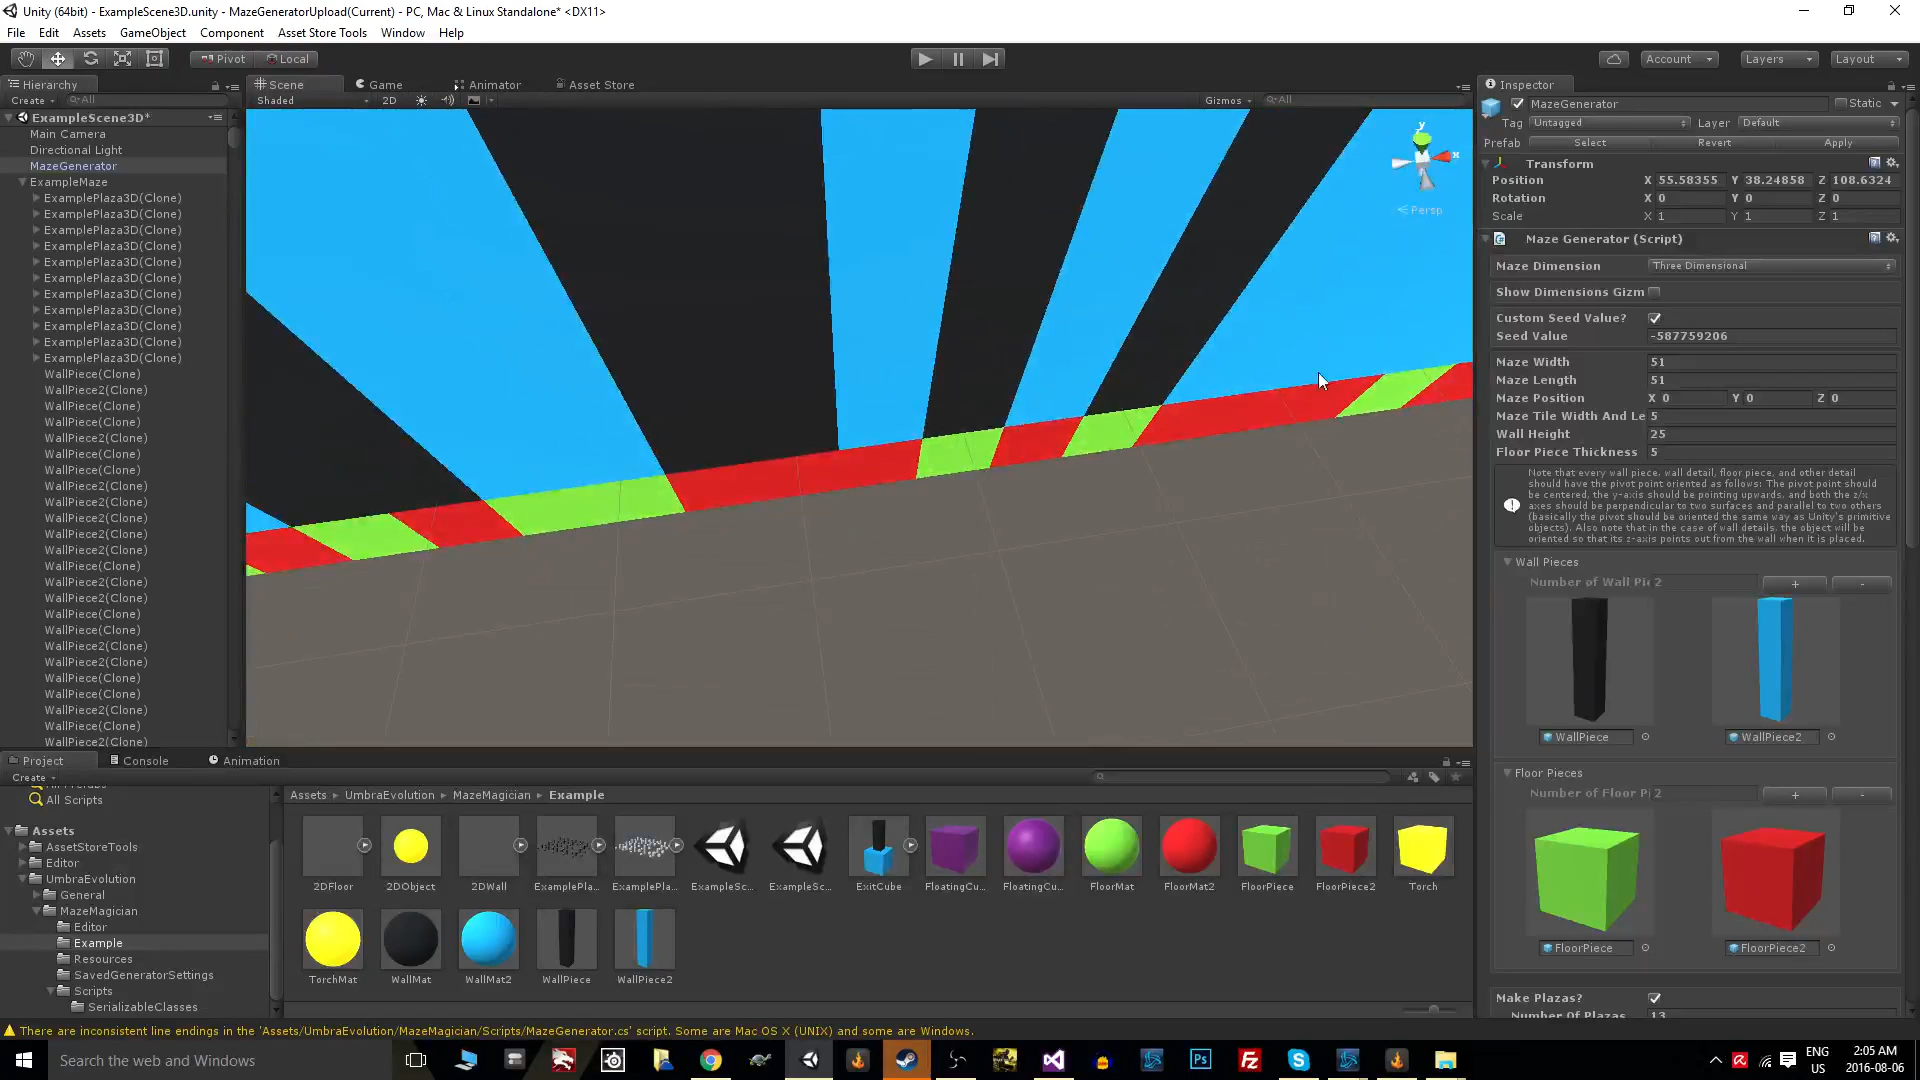 Unity (64bit) - ExampleScene3D.unity - MazeGeneratorUpload(Current) - PC, Mac & Linux Standalone* <DX11>
File Edit Assets GameObject Component Asset Store Tools Window Help
Pivot Local
Account Layers Layout
Hierarchy
Create All
ExampleScene3D*
Main Camera
Directional Light
MazeGenerator
ExampleMaze
ExamplePlaza3D(Clone)
ExamplePlaza3D(Clone)
ExamplePlaza3D(Clone)
ExamplePlaza3D(Clone)
ExamplePlaza3D(Clone)
ExamplePlaza3D(Clone)
ExamplePlaza3D(Clone)
ExamplePlaza3D(Clone)
ExamplePlaza3D(Clone)
ExamplePlaza3D(Clone)
ExamplePlaza3D(Clone)
WallPiece(Clone)
WallPiece2(Clone)
WallPiece(Clone)
WallPiece(Clone)
WallPiece2(Clone)
WallPiece(Clone)
WallPiece2(Clone)
WallPiece2(Clone)
WallPiece2(Clone)
WallPiece2(Clone)
WallPiece2(Clone)
WallPiece2(Clone)
WallPiece(Clone)
WallPiece2(Clone)
WallPiece2(Clone)
WallPiece(Clone)
WallPiece(Clone)
WallPiece2(Clone)
WallPiece2(Clone)
WallPiece(Clone)
WallPiece(Clone)
WallPiece2(Clone)
WallPiece(Clone)
WallPiece2(Clone)
Scene Game Animator Asset Store
Shaded 2D Gizmos All
y
x
Persp
Inspector
MazeGenerator Static
Tag Untagged Layer Default
Prefab Select Revert Apply
Transform
Position X 55.58355 Y 38.24858 Z 108.6324
Rotation X 0 Y 0 Z 0
Scale X 1 Y 1 Z 1
Maze Generator (Script)
Maze Dimension Three Dimensional
Show Dimensions Gizm
Custom Seed Value?
Seed Value -587759206
Maze Width 51
Maze Length 51
Maze Position X 0 Y 0 Z 0
Maze Tile Width And Le 5
Wall Height 25
Floor Piece Thickness 5
Note that every wall piece, wall detail, floor piece, and other detail
should have the pivot point oriented as follows: The pivot point should
be centered, the y-axis should be pointing upwards, and both the z/x
axes should be perpendicular to two surfaces and parallel to two others
(basically the pivot should be oriented the same way as Unity's primitive
objects). Also note that in the case of wall details, the object will be
oriented so that its z-axis points out from the wall when it is placed.
Wall Pieces
Number of Wall Pie 2 + -
WallPiece WallPiece2
Floor Pieces
Number of Floor Pi 2 + -
FloorPiece FloorPiece2
Make Plazas?
Number Of Plazas 13
Project Console Animation
Create
All Prefabs
All Scripts
Assets
AssetStoreTools
Editor
UmbraEvolution
General
MazeMagician
Editor
Example
Resources
SavedGeneratorSettings
Scripts
SerializableClasses
Assets UmbraEvolution MazeMagician Example
2DFloor 2DObject 2DWall ExamplePla... ExamplePla... ExampleSc... ExampleSc... ExitCube FloatingCu... FloatingCu... FloorMat FloorMat2 FloorPiece FloorPiece2 Torch
TorchMat WallMat WallMat2 WallPiece WallPiece2
There are inconsistent line endings in the 'Assets/UmbraEvolution/MazeMagician/Scripts/MazeGenerator.cs' script. Some are Mac OS X (UNIX) and some are Windows.
Search the web and Windows
Ps
Fz
ENG
US
2:05 AM
2016-08-06